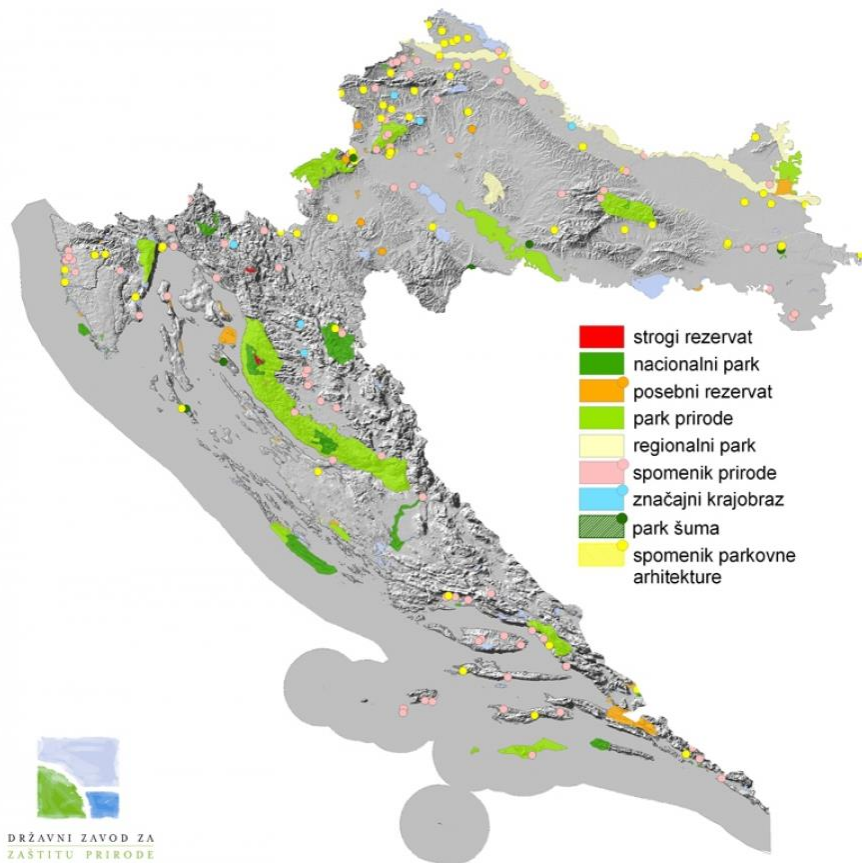 strogi rezervat
nacionalni park
posebni rezervat
park prirode
regionalni park
spomenik prirode
značajni krajobraz
park šuma
spomenik parkovne
arhitekture
DRŽAVNI ZAVOD ZA
ZAŠTITU PRIRODE